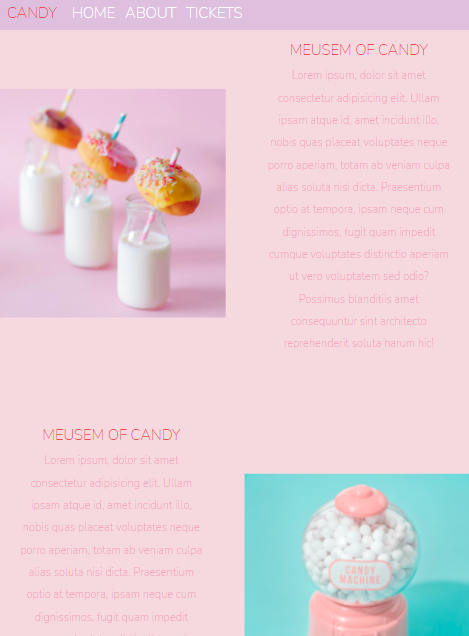 CANDY HOME ABOUT TICKETS
MEUSEM OF CANDY
Lorem ipsum, dolor sit amet
consectetur adipisicing elit. Ullam
ipsam atque id, amet incidunt illo,
nobis quas placeat voluptates neque
porro aperiam, totam ab veniam culpa
alias soluta nisi dicta. Praesentium
optio at tempora, ipsam neque cum
dignissimos, fugit quam impedit
cumque voluptates distinctio aperiam
ut vero voluptatem sed odio?
Possimus blanditiis amet
consequuntur sint architecto
reprehenderit soluta harum hic!
MEUSEM OF CANDY
Lorem ipsum, dolor sit amet
consectetur adipisicing elit. Ullam
ipsam atque id, amet incidunt illo,
nobis quas placeat voluptates neque
porro aperiam, totam ab veniam culpa
alias soluta nisi dicta. Praesentium
optio at tempora, ipsam neque cum
dignissimos, fugit quam impedit
CANDY
MACHINE